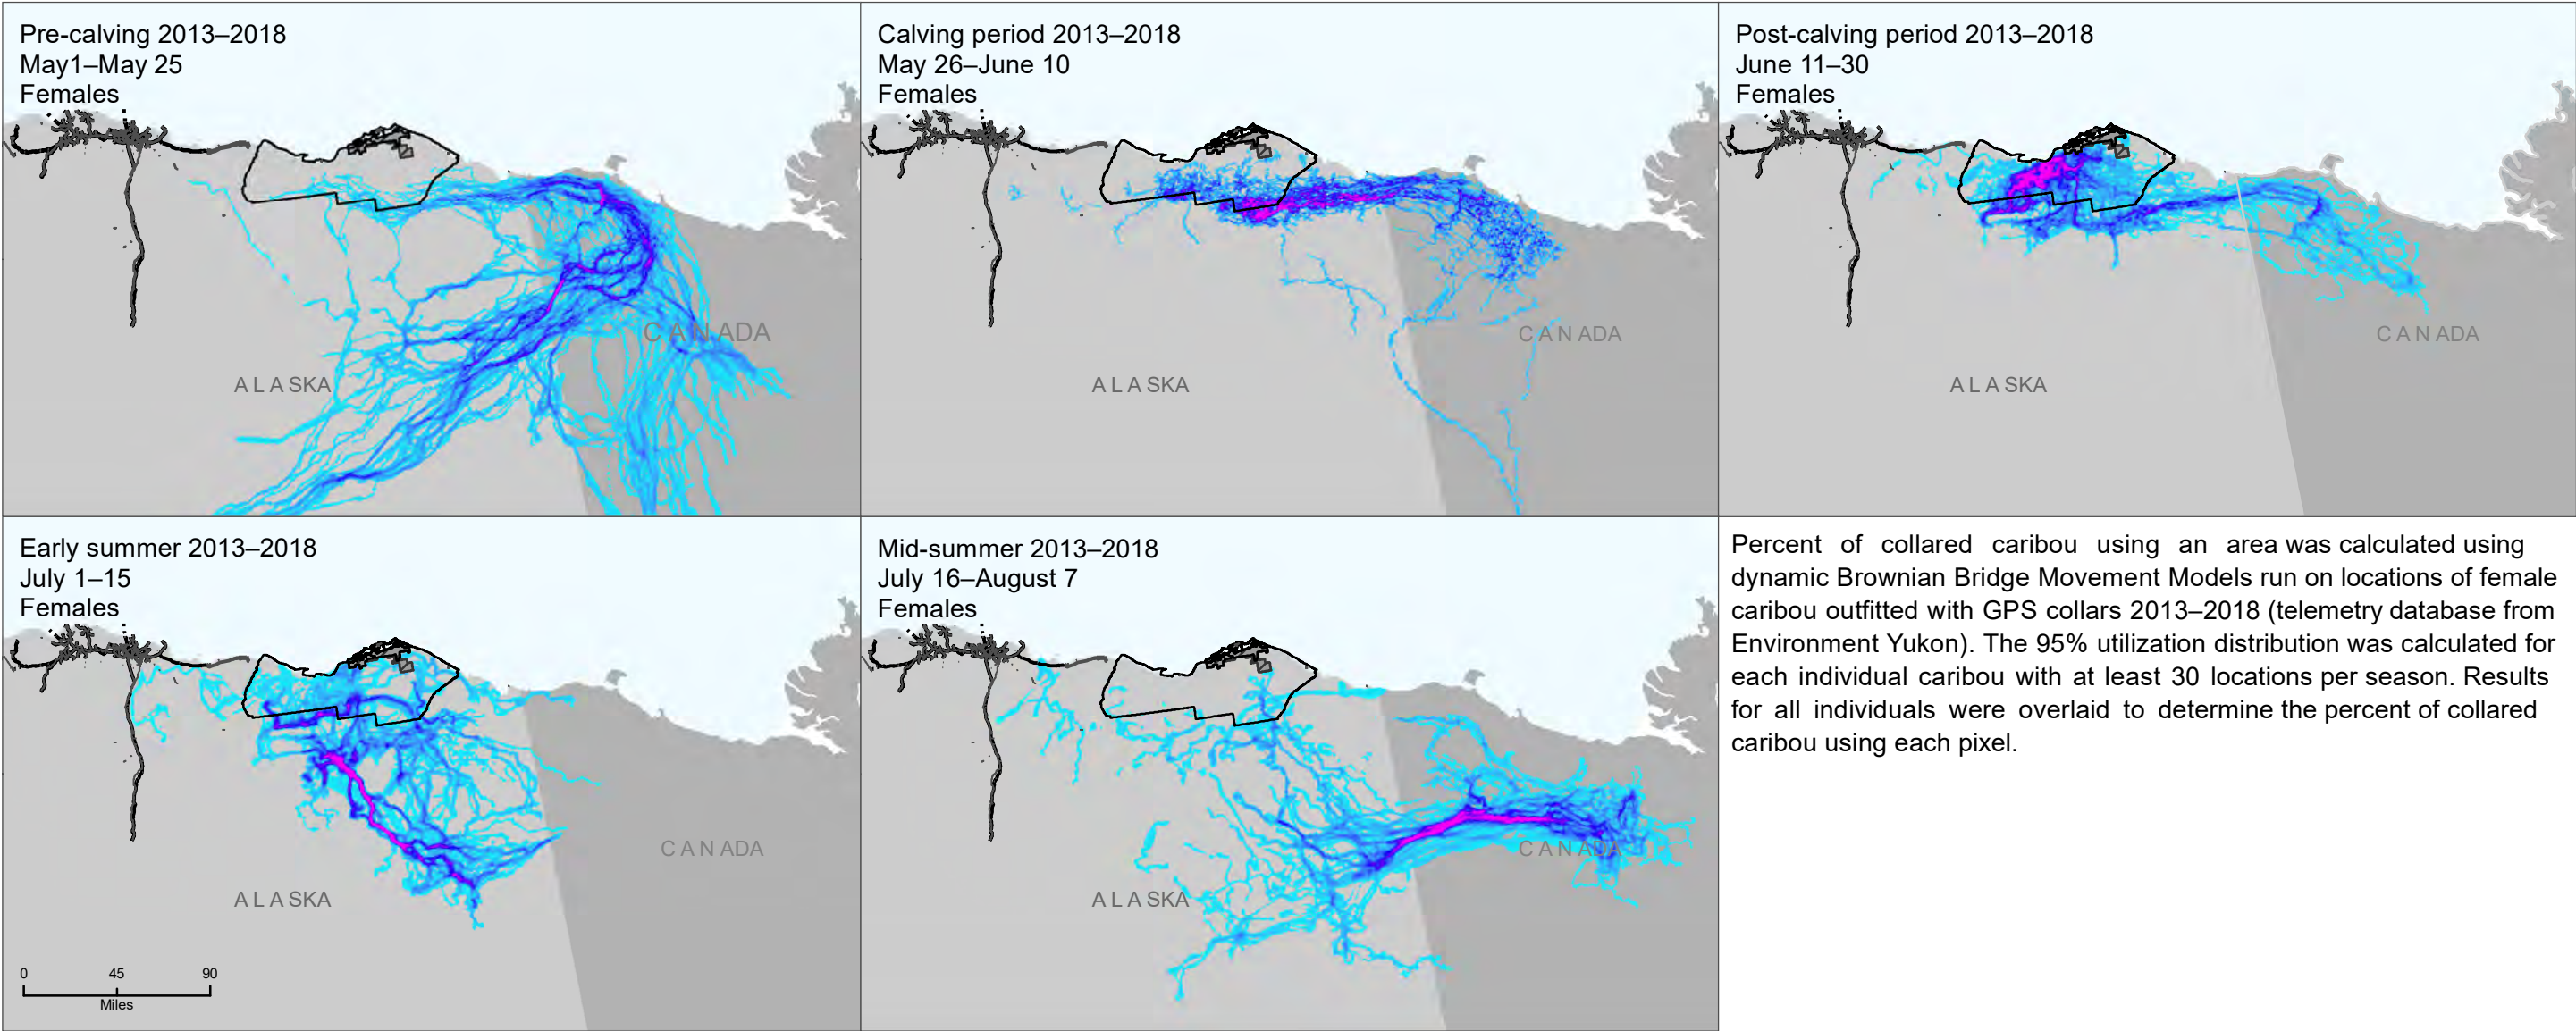 Pre-calving 2013–2018
May1–May 25
Females
CANADA
ALASKA
Calving period 2013–2018
May 26–June 10
Females
CANADA
ALASKA
Post-calving period 2013–2018
June 11–30
Females
CANADA
ALASKA
Early summer 2013–2018
July 1–15
Females
CANADA
ALASKA
0 45 90
Miles
Mid-summer 2013–2018
July 16–August 7
Females
CANADA
ALASKA
Percent of collared caribou using an area was calculated using
dynamic Brownian Bridge Movement Models run on locations of female
caribou outfitted with GPS collars 2013–2018 (telemetry database from
Environment Yukon). The 95% utilization distribution was calculated for
each individual caribou with at least 30 locations per season. Results
for all individuals were overlaid to determine the percent of collared
caribou using each pixel.